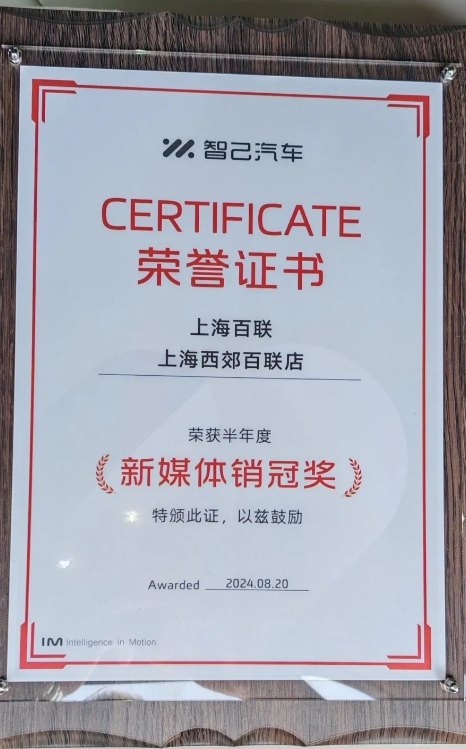 智己汽车
CERTIFICATE
荣誉证书
上海百联
上海西郊百联店
荣获半年度
新媒体销冠奖
特颁此证，以兹鼓励
Awarded 2024.08.20
IM Intelligence in Motion